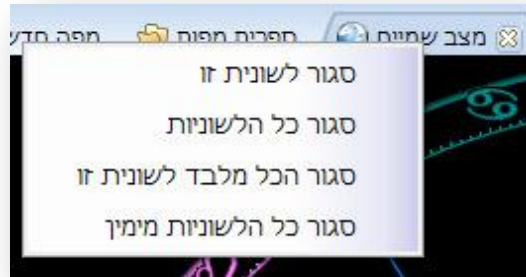 מצב שמיים ספרית מפות מפה חדש
סגור לשונית זו
סגור כל הלשוניות
סגור הכל מלבד לשונית זו
סגור כל הלשוניות מימין